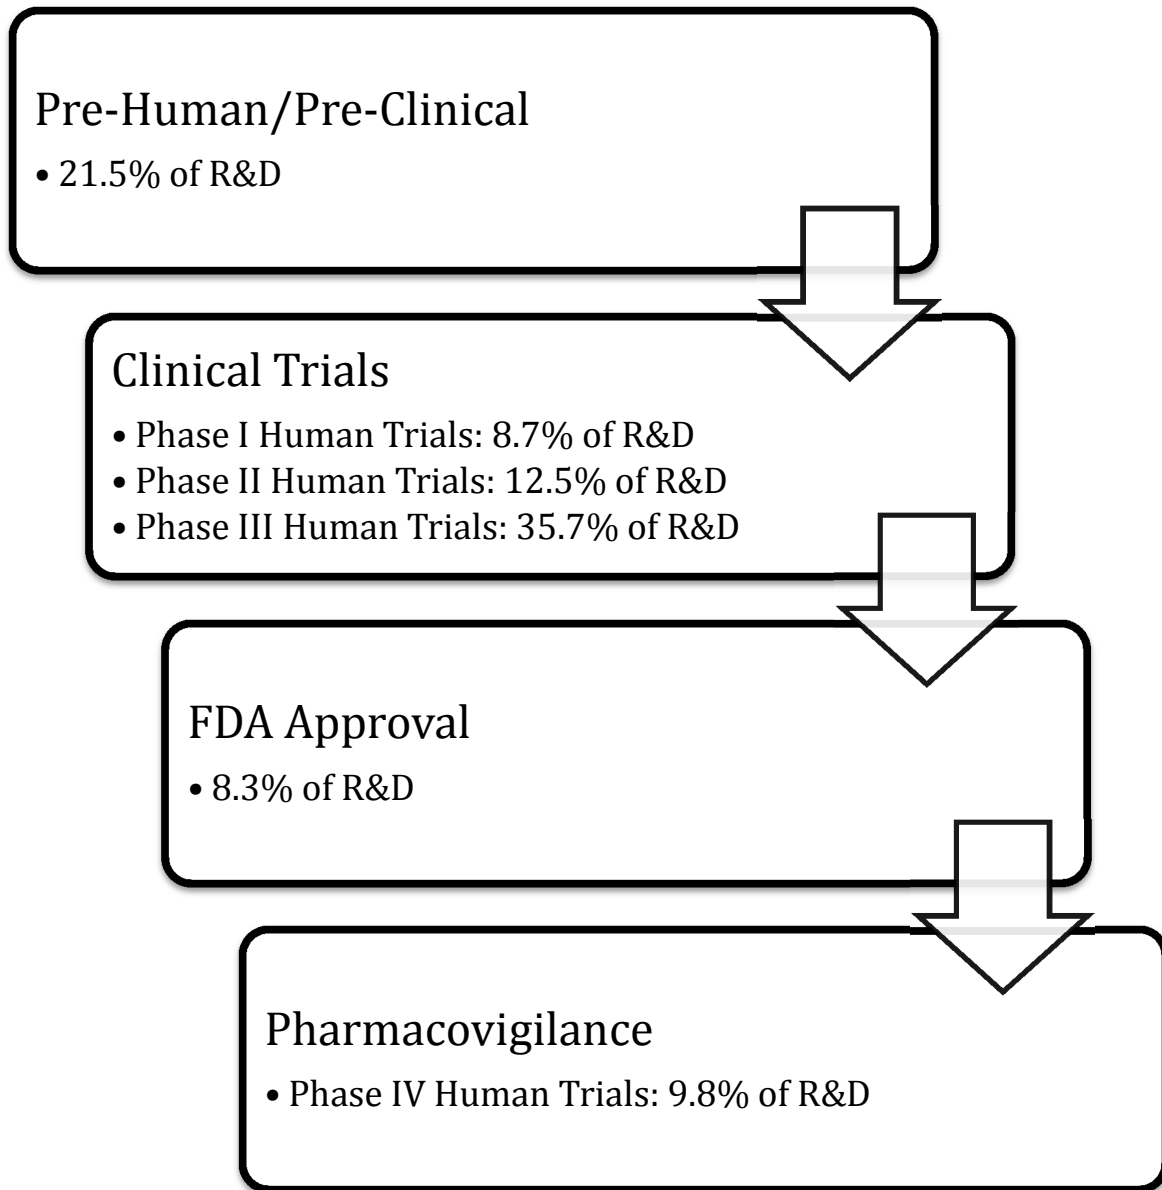 Pre-Human/Pre-Clinical
• 21.5% of R&D
Clinical Trials
• Phase I Human Trials: 8.7% of R&D
• Phase II Human Trials: 12.5% of R&D
• Phase III Human Trials: 35.7% of R&D
FDA Approval
• 8.3% of R&D
Pharmacovigilance
• Phase IV Human Trials: 9.8% of R&D